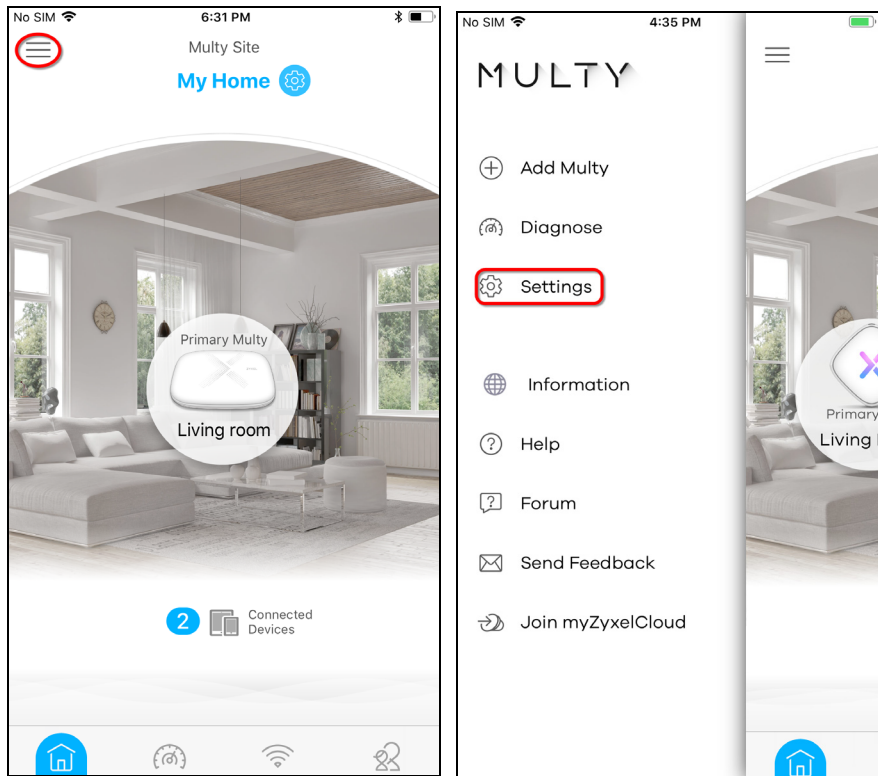 No SIM
6:31 PM
Multy Site
My Home
Primary Multy
Living room
2
Connected
Devices
No SIM
4:35 PM
MULTY
Add Multy
Diagnose
Settings
Information
Help
Forum
Send Feedback
Join myZyxelCloud
Primary
Living